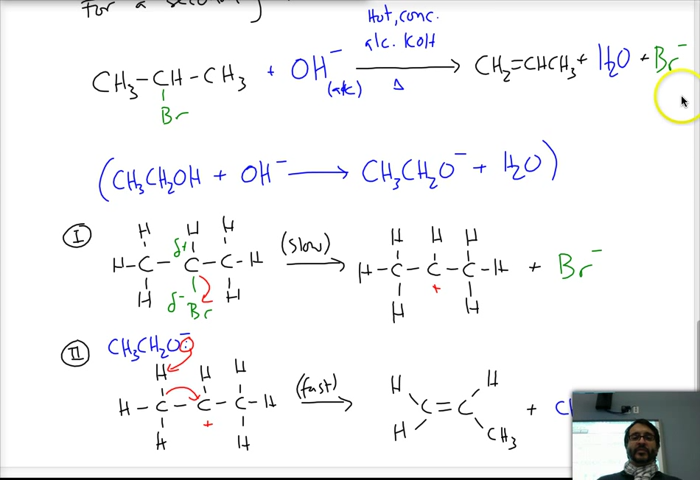 For a
Hot, conc.
alc. KOH
CH₃–CH–CH₃ + OH⁻ (alc) Δ → CH₂=CHCH₃ + H₂O + Br⁻
Br
(CH₃CH₂OH + OH⁻ → CH₃CH₂O⁻ + H₂O)
I
H H H H H H
δ+
H–C–C–C–H (slow) → H–C–C–C–H + Br⁻
+
H δ- Br H H H
II CH₃CH₂O:⁻
H H H H H
H–C–C–C–H (fast) → C=C + C
+
H H H CH₃